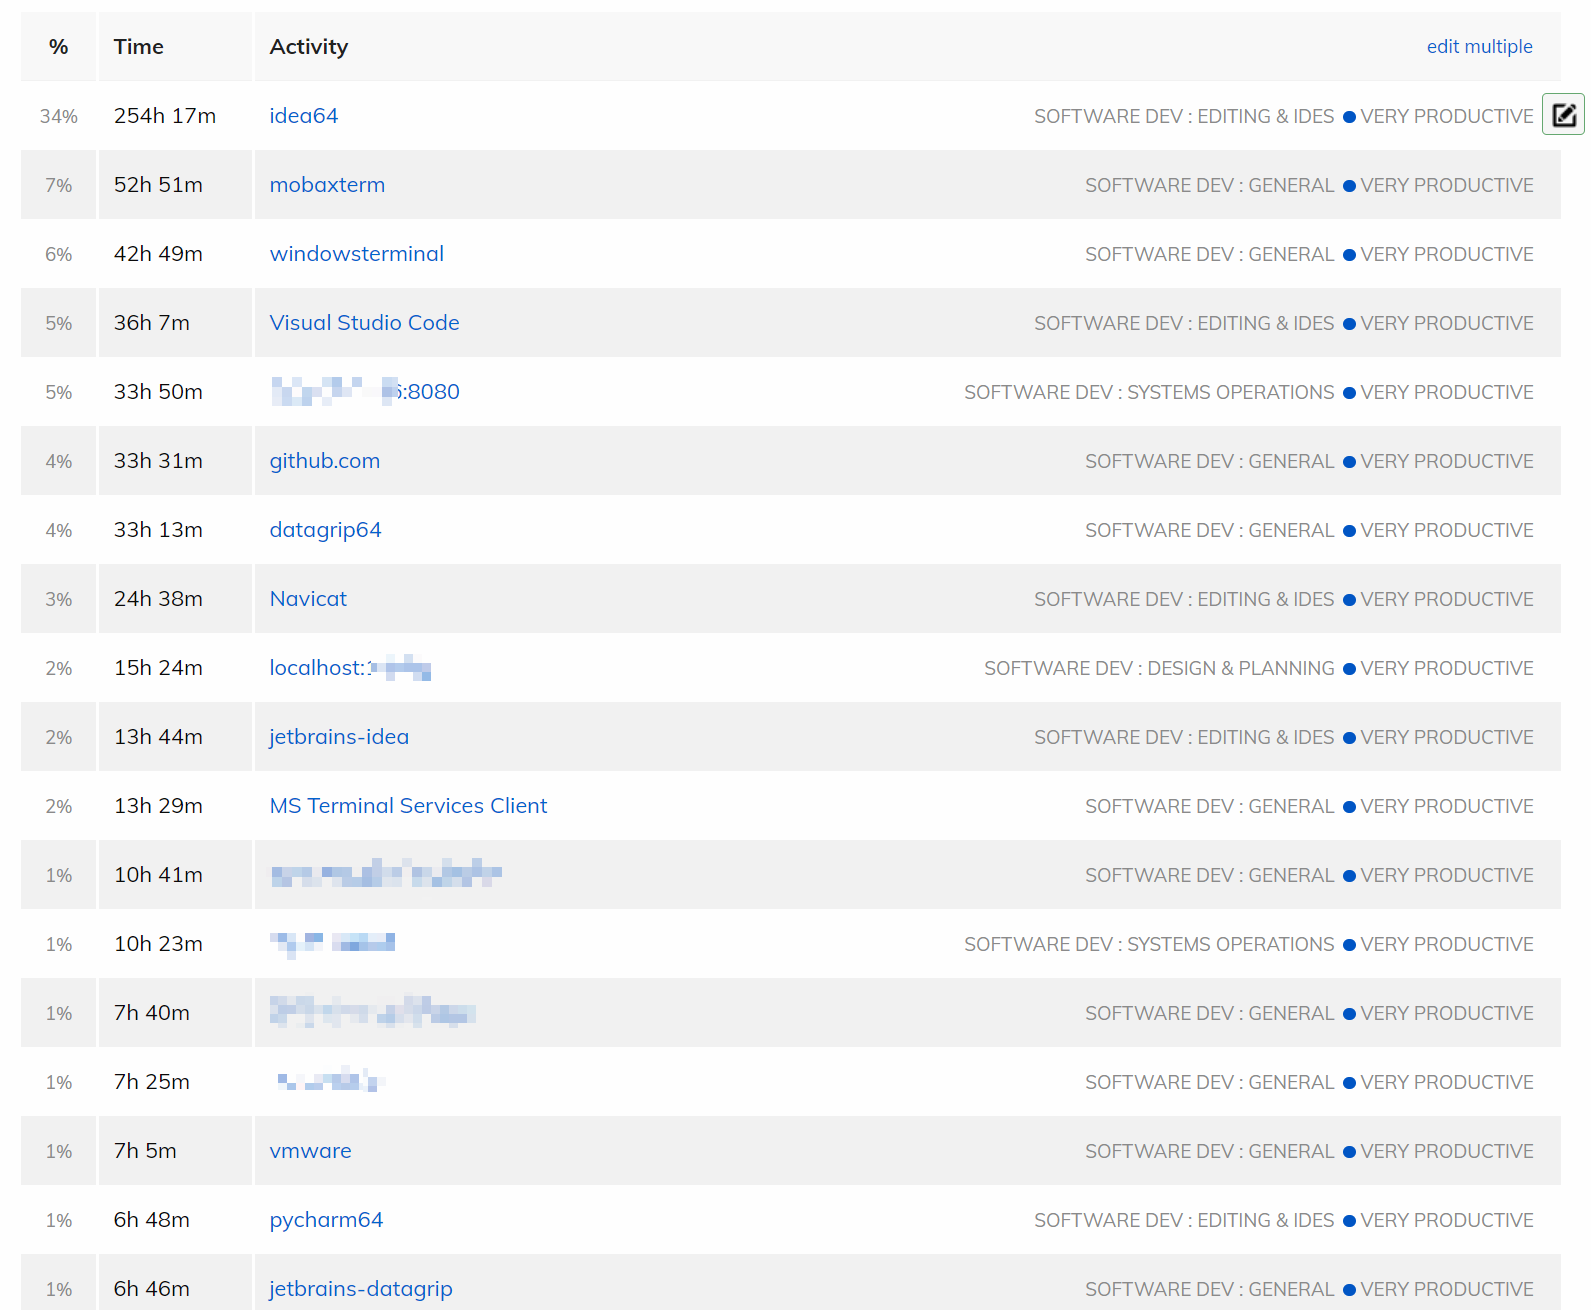 % Time Activity edit multiple
34% 254h 17m idea64 SOFTWARE DEV : EDITING & IDES VERY PRODUCTIVE
7% 52h 51m mobaxterm SOFTWARE DEV : GENERAL VERY PRODUCTIVE
6% 42h 49m windowsterminal SOFTWARE DEV : GENERAL VERY PRODUCTIVE
5% 36h 7m Visual Studio Code SOFTWARE DEV : EDITING & IDES VERY PRODUCTIVE
5% 33h 50m :8080 SOFTWARE DEV : SYSTEMS OPERATIONS VERY PRODUCTIVE
4% 33h 31m github.com SOFTWARE DEV : GENERAL VERY PRODUCTIVE
4% 33h 13m datagrip64 SOFTWARE DEV : GENERAL VERY PRODUCTIVE
3% 24h 38m Navicat SOFTWARE DEV : EDITING & IDES VERY PRODUCTIVE
2% 15h 24m localhost: SOFTWARE DEV : DESIGN & PLANNING VERY PRODUCTIVE
2% 13h 44m jetbrains-idea SOFTWARE DEV : EDITING & IDES VERY PRODUCTIVE
2% 13h 29m MS Terminal Services Client SOFTWARE DEV : GENERAL VERY PRODUCTIVE
1% 10h 41m SOFTWARE DEV : GENERAL VERY PRODUCTIVE
1% 10h 23m SOFTWARE DEV : SYSTEMS OPERATIONS VERY PRODUCTIVE
1% 7h 40m SOFTWARE DEV : GENERAL VERY PRODUCTIVE
1% 7h 25m SOFTWARE DEV : GENERAL VERY PRODUCTIVE
1% 7h 5m vmware SOFTWARE DEV : GENERAL VERY PRODUCTIVE
1% 6h 48m pycharm64 SOFTWARE DEV : EDITING & IDES VERY PRODUCTIVE
1% 6h 46m jetbrains-datagrip SOFTWARE DEV : GENERAL VERY PRODUCTIVE